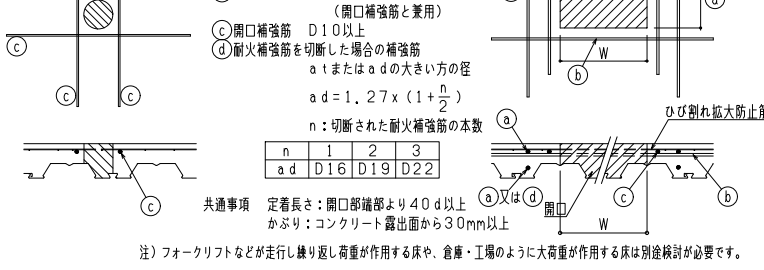 (開口補強筋と兼用)
ⓒ開口補強筋 D10以上
ⓓ耐火補強筋を切断した場合の補強筋
atまたはadの大きい方の径
ad=1.27x(1+n/2)
n:切断された耐火補強筋の本数
n 1 2 3
ad D16 D19 D22
共通事項 定着長さ:開口部端部より40d以上
かぶり:コンクリート露出面から30mm以上
ⓒ
ⓒ
ⓒ
ⓒ
W
ⓑ
ⓓ
ひび割れ拡大防止筋
ⓐ
ⓐ又はⓓ
開口
ⓒ
ⓑ
W
注)フォークリフトなどが走行し繰り返し荷重が作用する床や、倉庫・工場のように大荷重が作用する床は別途検討が必要です。